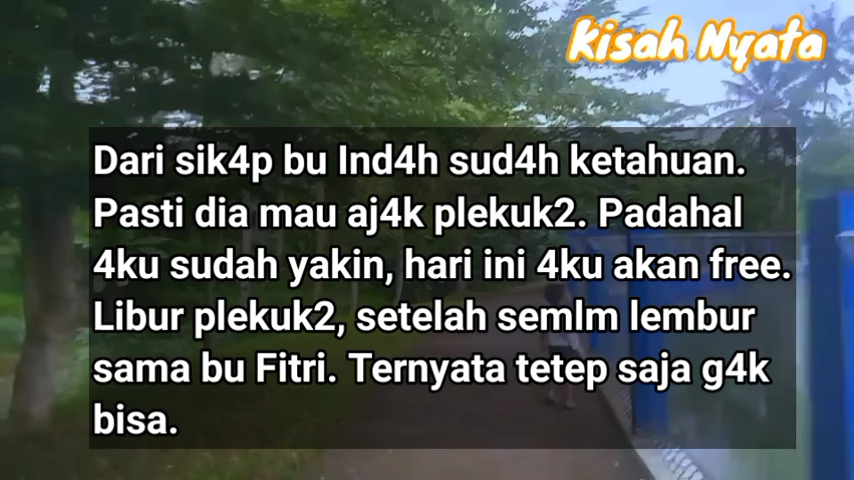 Kisah Nyata
Dari sik4p bu Ind4h sud4h ketahuan.
Pasti dia mau aj4k plekuk2. Padahal
4ku sudah yakin, hari ini 4ku akan free.
Libur plekuk2, setelah semlm lembur
sama bu Fitri. Ternyata tetep saja g4k
bisa.